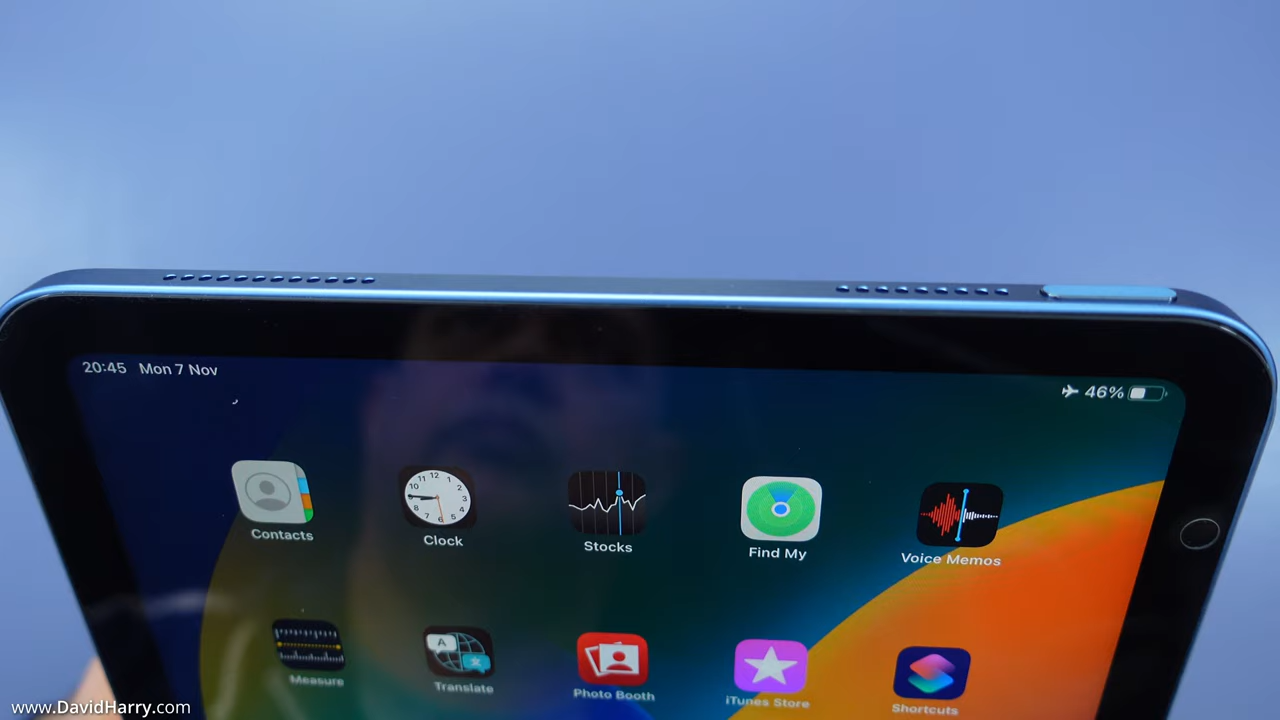 20:45 Mon 7 Nov
46%
Contacts
Clock
Stocks
Find My
Voice Memos
Measure
Translate
Photo Booth
iTunes Store
Shortcuts
www.DavidHarry.com